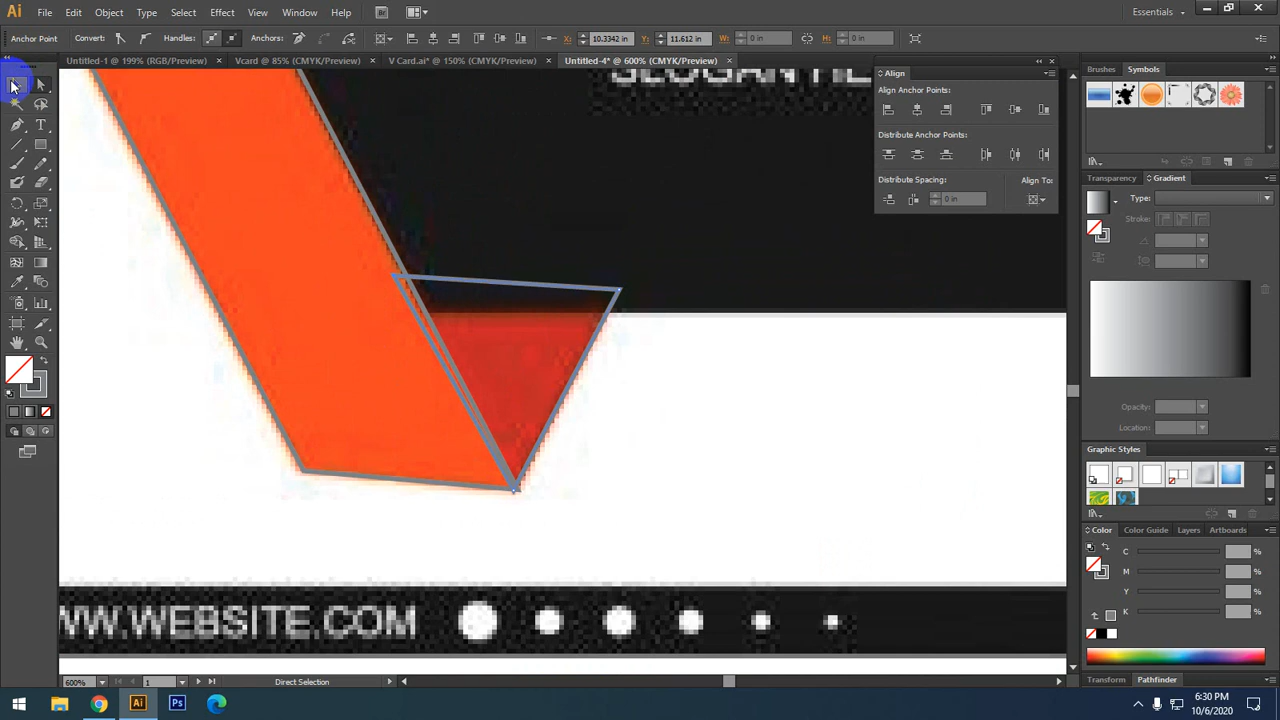 Ai File Edit Object Type Select Effect View Window Help Br Essentials
Anchor Point Convert: Handles: Anchors: X: 10.3342 in Y: 11.612 in W: 0 in H: 0 in
Untitled-1 @ 199% (RGB/Preview) Vcard @ 85% (CMYK/Preview) V Card.ai* @ 150% (CMYK/Preview) Untitled-4* @ 600% (CMYK/Preview)
Align
Align Anchor Points:
Distribute Anchor Points:
Distribute Spacing: Align To:
0 in
Brushes Symbols
Transparency Gradient
Type:
Stroke:
Opacity:
Location:
Graphic Styles
Color Color Guide Layers Artboards
C %
M %
Y %
K %
Transform Pathfinder
WW.WEBSITE.COM
600% 1 Direct Selection
Ai Ps
6:30 PM
10/6/2020